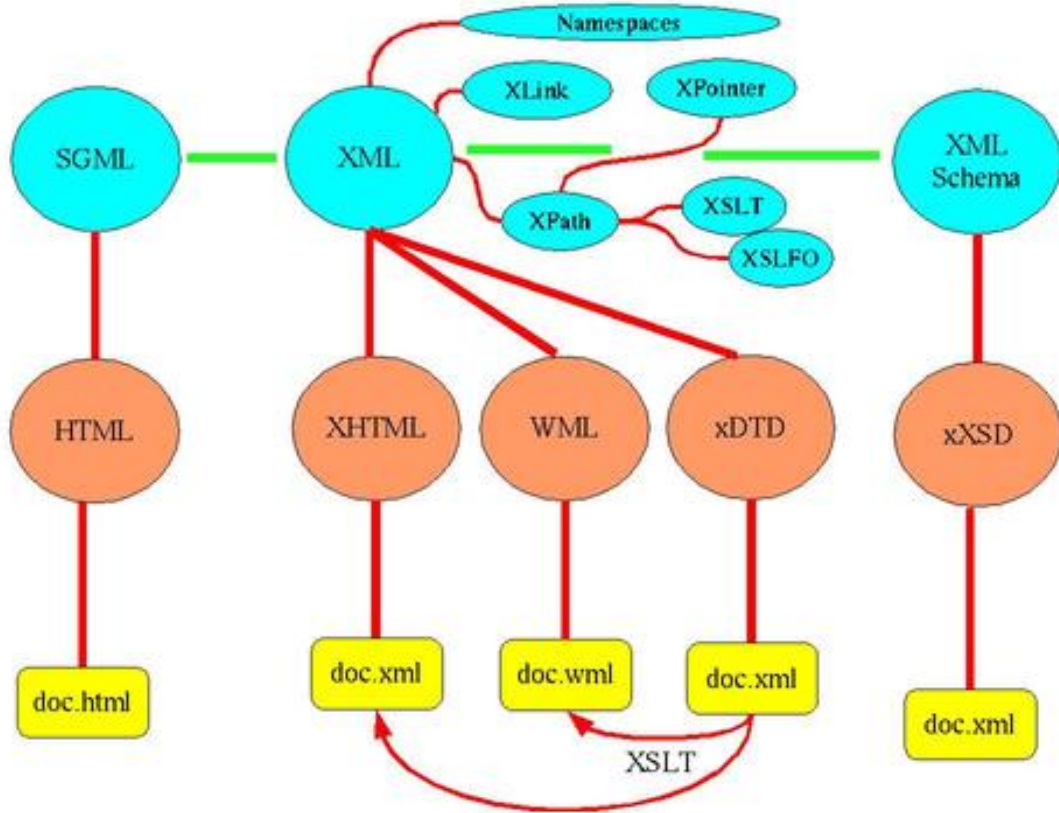 Namespaces
XLink
XPointer
SGML
XML
XML
Schema
XPath
XSLT
XSLFO
HTML
XHTML
WML
xDTD
xXSD
doc.html
doc.xml
doc.wml
doc.xml
doc.xml
XSLT